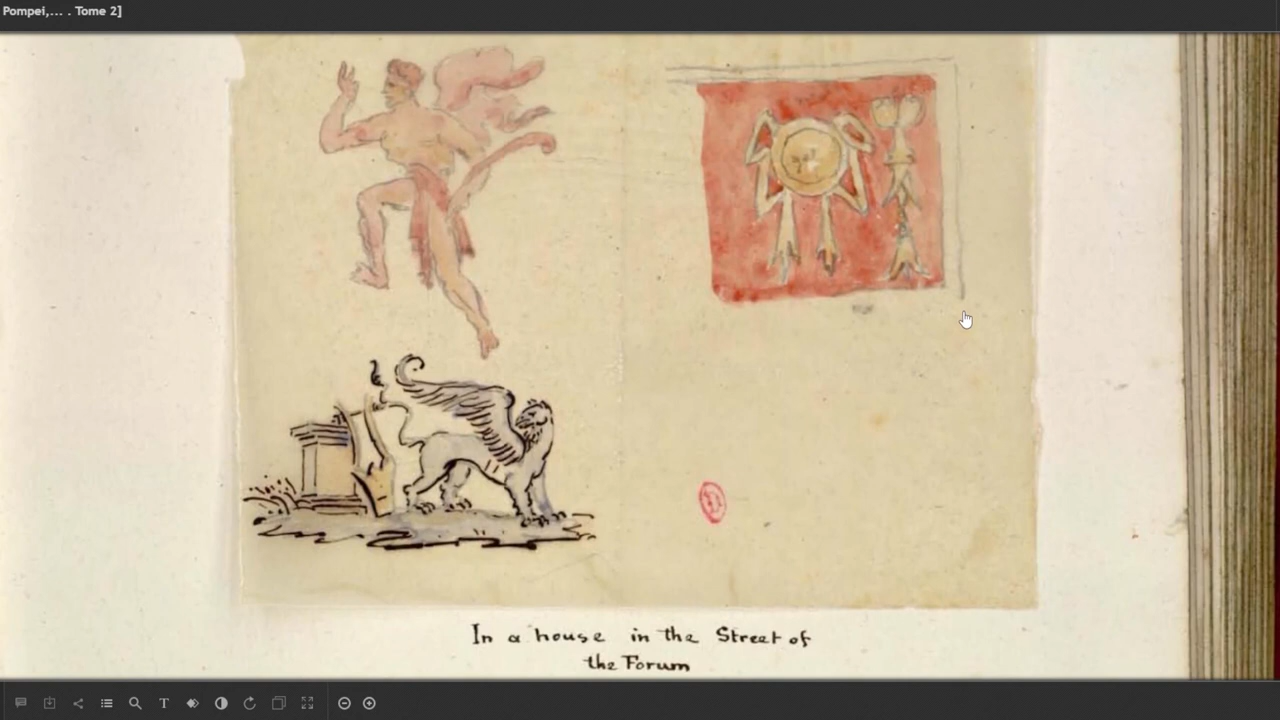 Pompei,... . Tome 2]
In a house in the Street of
the Forum
T